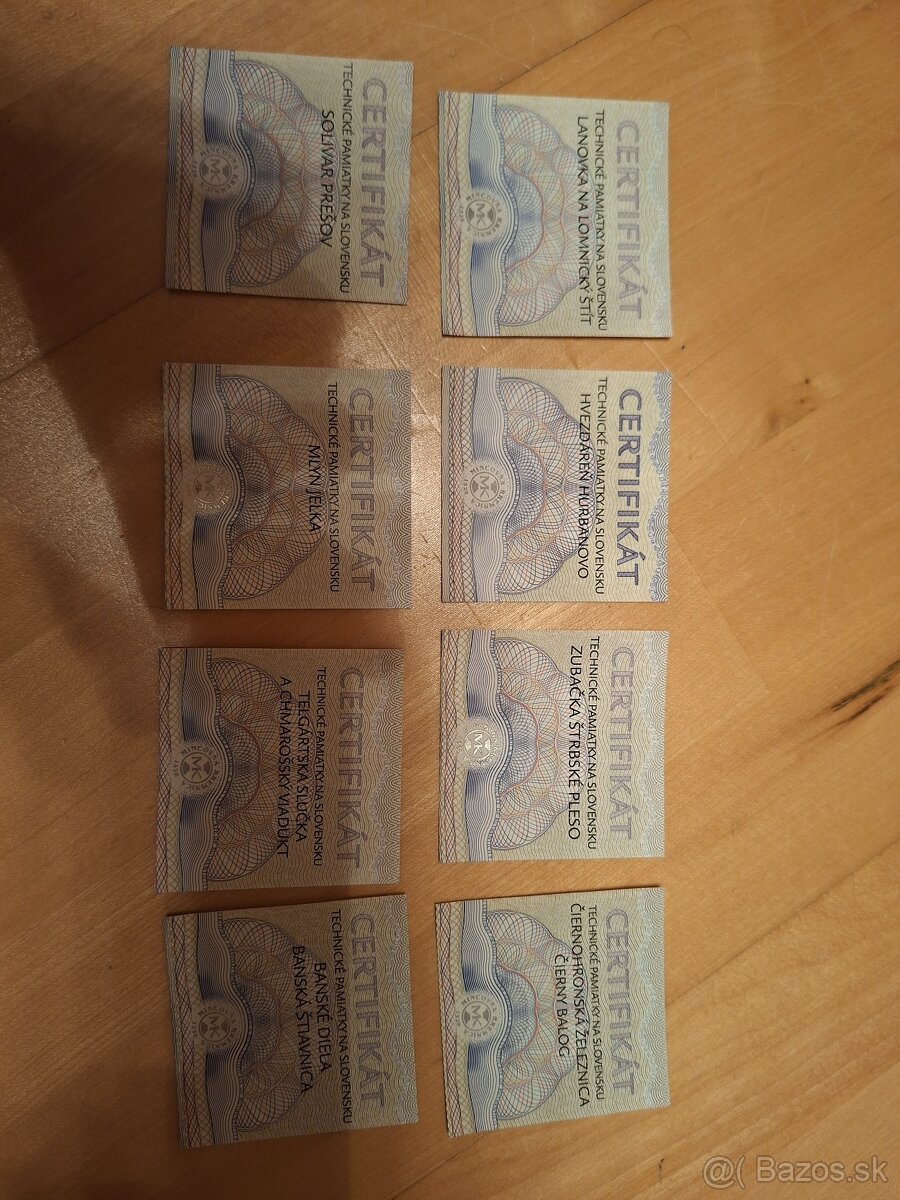 CERTIFIKÁT
TECHNICKÉ PAMIATKY NA SLOVENSKU
LANOVKA NA LOMNICKÝ ŠTÍT
CERTIFIKÁT
TECHNICKÉ PAMIATKY NA SLOVENSKU
HVEZDÁREŇ HURBANOVO
CERTIFIKÁT
TECHNICKÉ PAMIATKY NA SLOVENSKU
ZUBAČKA ŠTRBSKÉ PLESO
CERTIFIKÁT
TECHNICKÉ PAMIATKY NA SLOVENSKU
ČIERNOHRONSKÁ ŽELEZNICA
ČIERNY BALOG
CERTIFIKÁT
TECHNICKÉ PAMIATKY NA SLOVENSKU
SOLIVAR PREŠOV
CERTIFIKÁT
TECHNICKÉ PAMIATKY NA SLOVENSKU
MLYN JELKA
CERTIFIKÁT
TECHNICKÉ PAMIATKY NA SLOVENSKU
TELGÁRTSKA SLUČKA
A CHMAROŠSKÝ VIADUKT
CERTIFIKÁT
TECHNICKÉ PAMIATKY NA SLOVENSKU
BANSKÉ DIELA
BANSKÁ ŠTIAVNICA
@( Bazos.sk